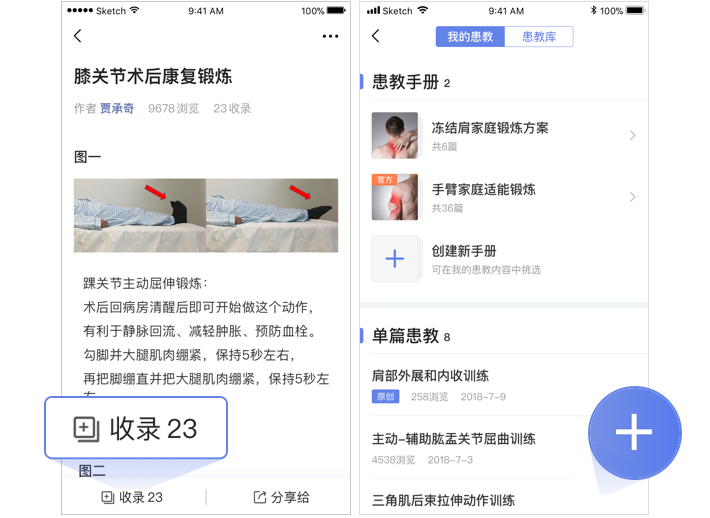 Sketch
9:41 AM
100%
膝关节术后康复锻炼
作者 贾承奇 9678浏览 23收录
图一
踝关节主动屈伸锻炼：
术后回病房清醒后即可开始做这个动作，
有利于静脉回流、减轻肿胀、预防血栓。
勾脚并大腿肌肉绷紧，保持5秒左右，
再把脚绷直并把大腿肌肉绷紧，保持5秒左
收录 23
图二
收录 23
分享给
Sketch
9:41 AM
100%
我的患教
患教库
患教手册 2
冻结肩家庭锻炼方案
共6篇
官方
手臂家庭适能锻炼
共36篇
创建新手册
可在我的患教内容中挑选
单篇患教 8
肩部外展和内收训练
原创 258浏览 2018-7-9
主动-辅助肱盂关节屈曲训练
4538浏览 2018-7-3
三角肌后束拉伸动作训练